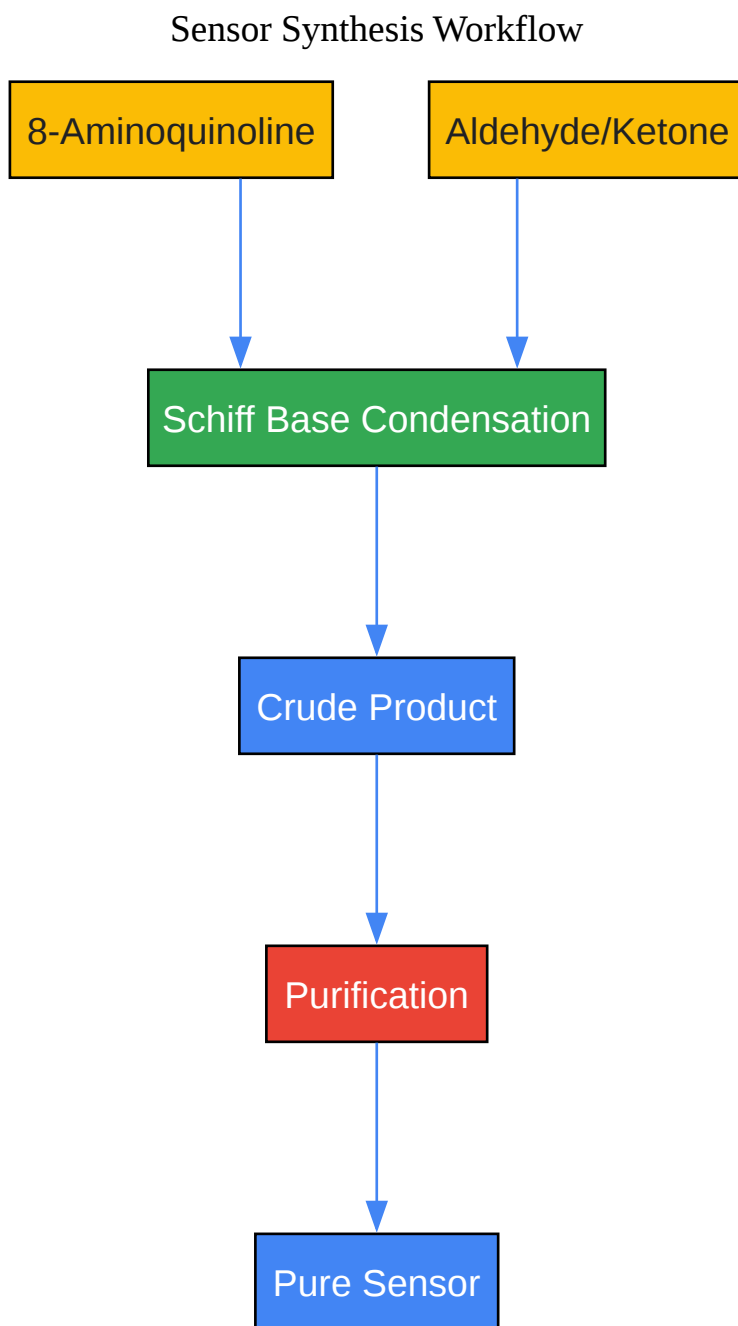 Sensor Synthesis Workflow
8-Aminoquinoline
Aldehyde/Ketone
Schiff Base Condensation
Crude Product
Purification
Pure Sensor